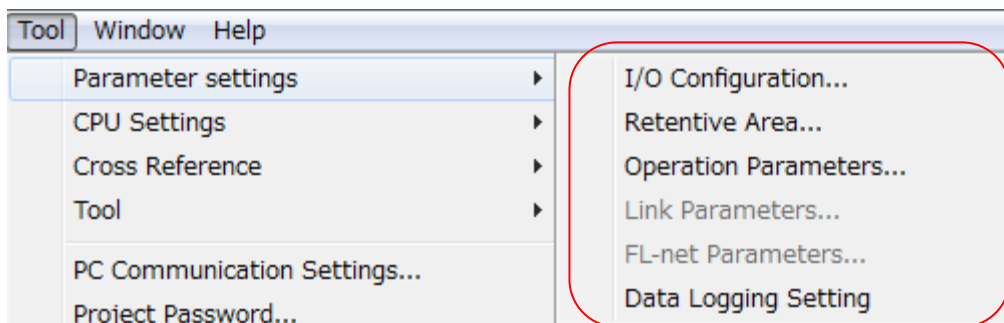 Tool Window Help
Parameter settings
CPU Settings
Cross Reference
Tool
PC Communication Settings...
Project Password...
I/O Configuration...
Retentive Area...
Operation Parameters...
Link Parameters...
FL-net Parameters...
Data Logging Setting